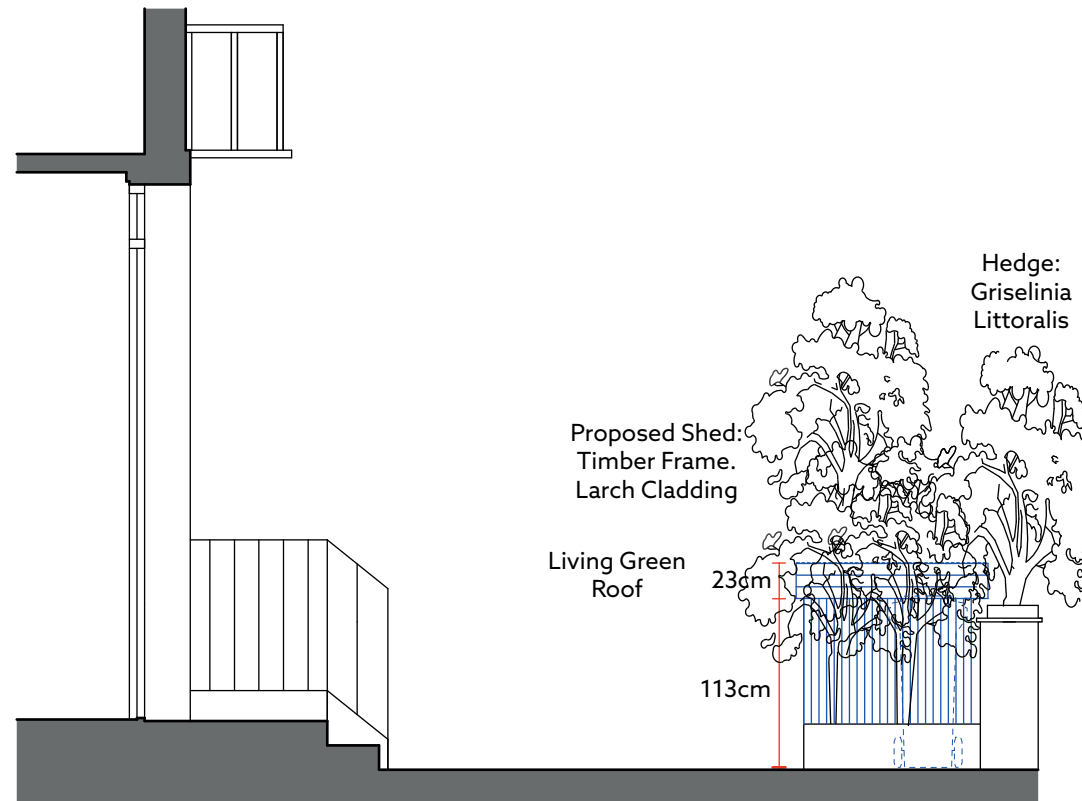 Hedge:
Griselinia
Littoralis
Proposed Shed:
Timber Frame.
Larch Cladding
Living Green
Roof
23cm
113cm